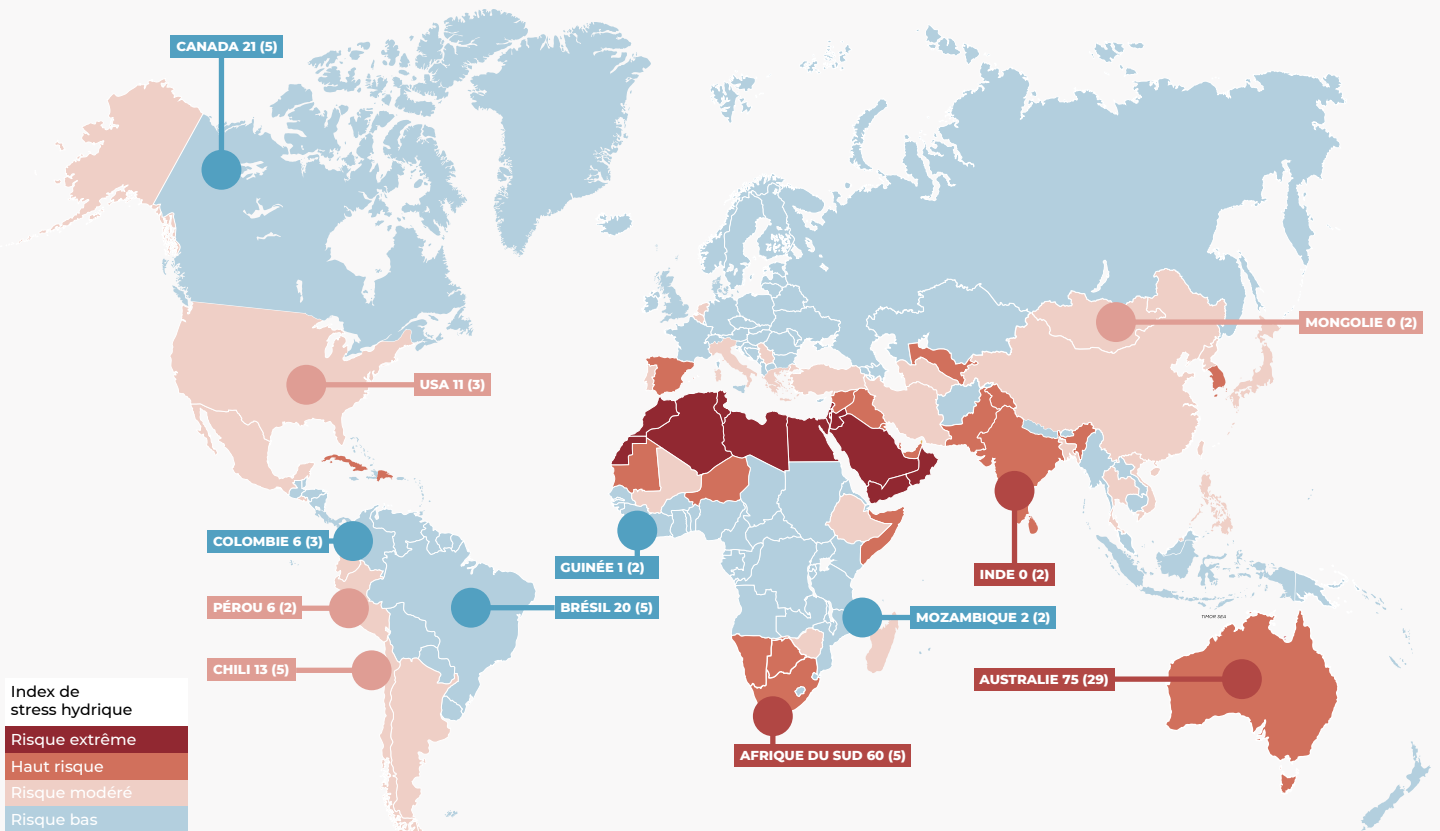 CANADA 21 (5)
MONGOLIE 0 (2)
USA 11 (3)
COLOMBIE 6 (3)
GUINÉE 1 (2)
INDE 0 (2)
PÉROU 6 (2)
BRÉSIL 20 (5)
MOZAMBIQUE 2 (2)
TIMOR SEA
CHILI 13 (5)
AUSTRALIE 75 (29)
AFRIQUE DU SUD 60 (5)
Index de
stress hydrique
Risque extrême
Haut risque
Risque modéré
Risque bas